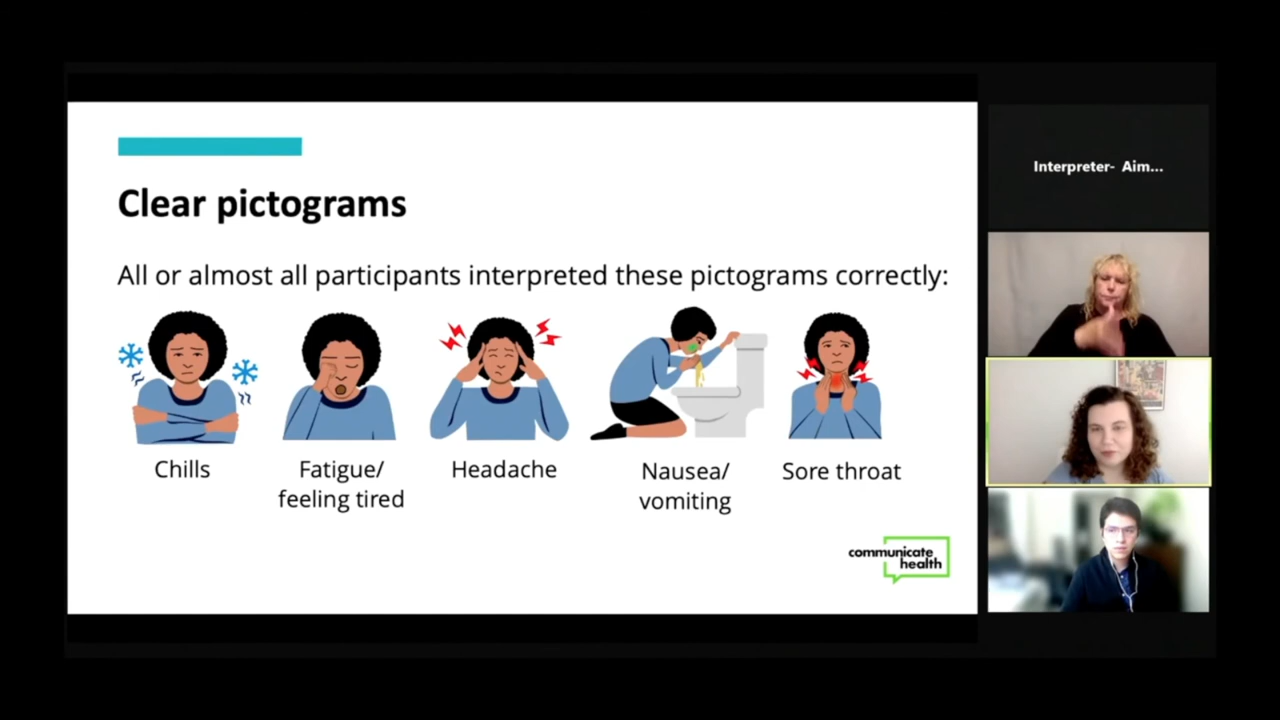 Clear pictograms
All or almost all participants interpreted these pictograms correctly:
Chills
Fatigue/
feeling tired
Headache
Nausea/
vomiting
Sore throat
communicate
health
Interpreter- Aim...